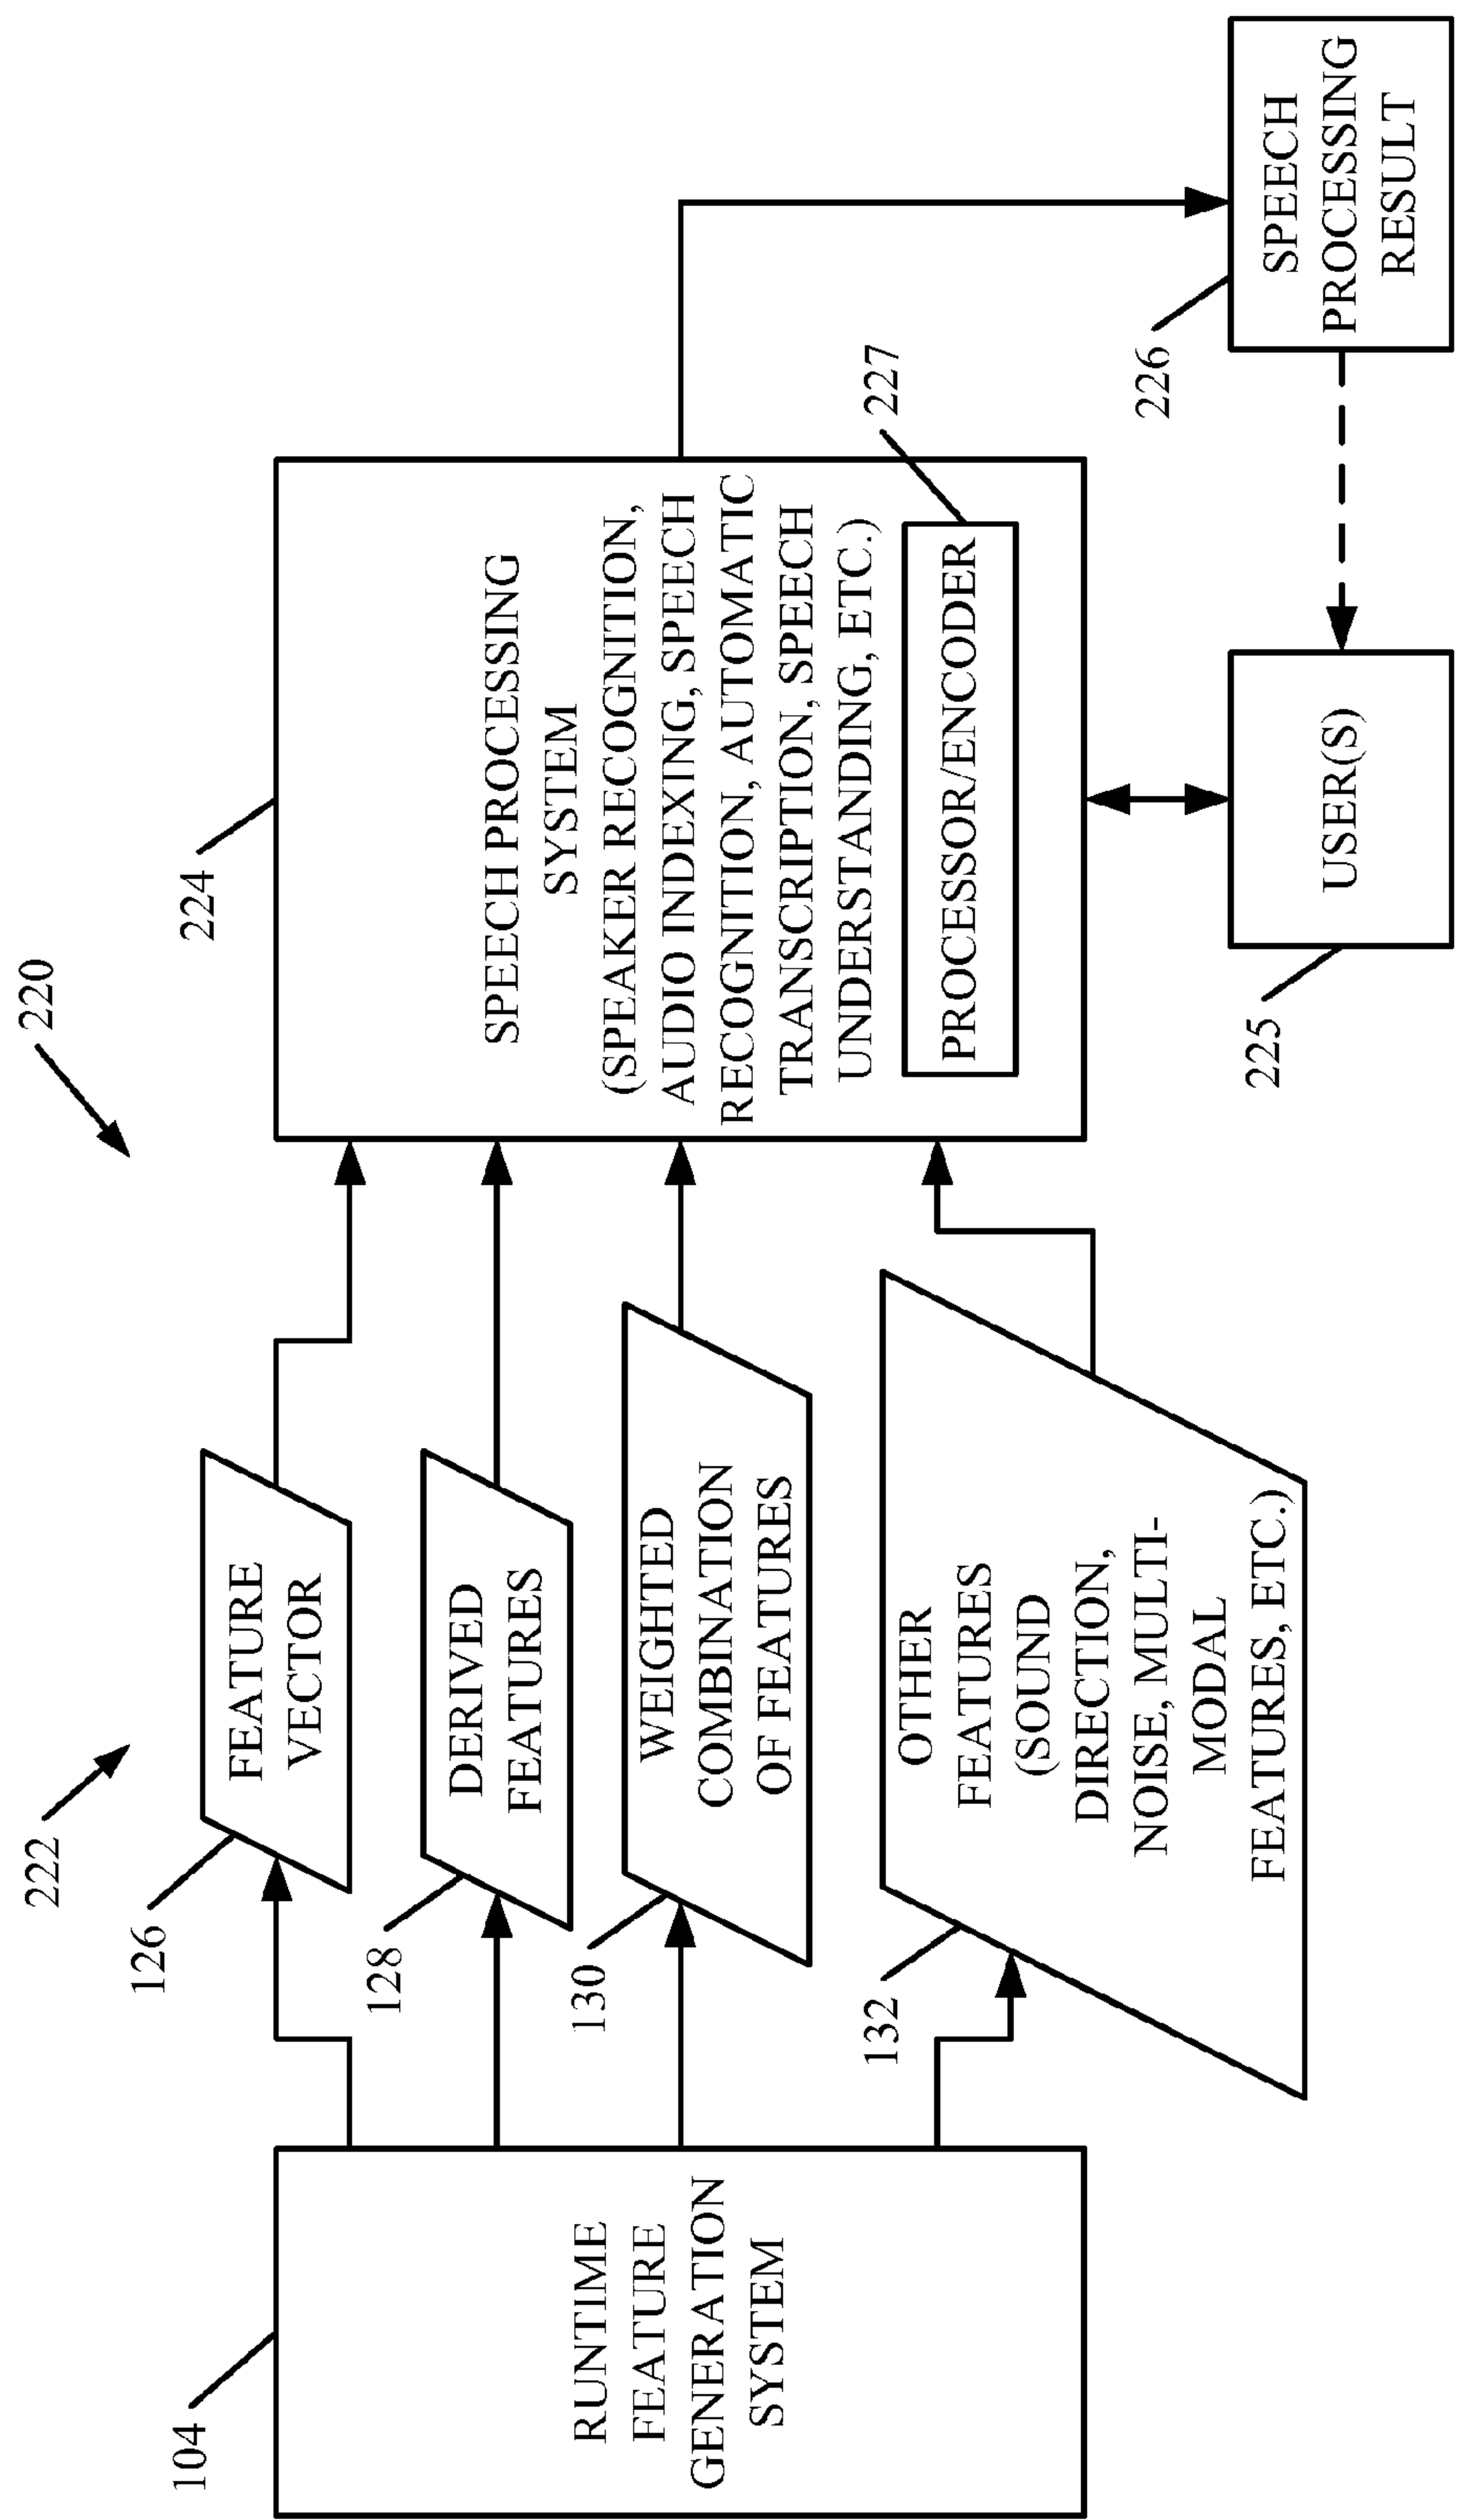 220
222
104
RUNTIME
FEATURE
GENERATION
SYSTEM
126
FEATURE
VECTOR
128
DERIVED
FEATURES
130
WEIGHTED
COMBINATION
OF FEATURES
132
OTHER
FEATURES
(SOUND
DIRECTION,
NOISE, MULTI-
MODAL
FEATURES, ETC.)
224
SPEECH PROCESSING
SYSTEM
(SPEAKER RECOGNITION,
AUDIO INDEXING, SPEECH
RECOGNITION, AUTOMATIC
TRANSCRIPTION, SPEECH
UNDERSTANDING, ETC.)
PROCESSOR/ENCODER
227
225
USER(S)
226
SPEECH
PROCESSING
RESULT